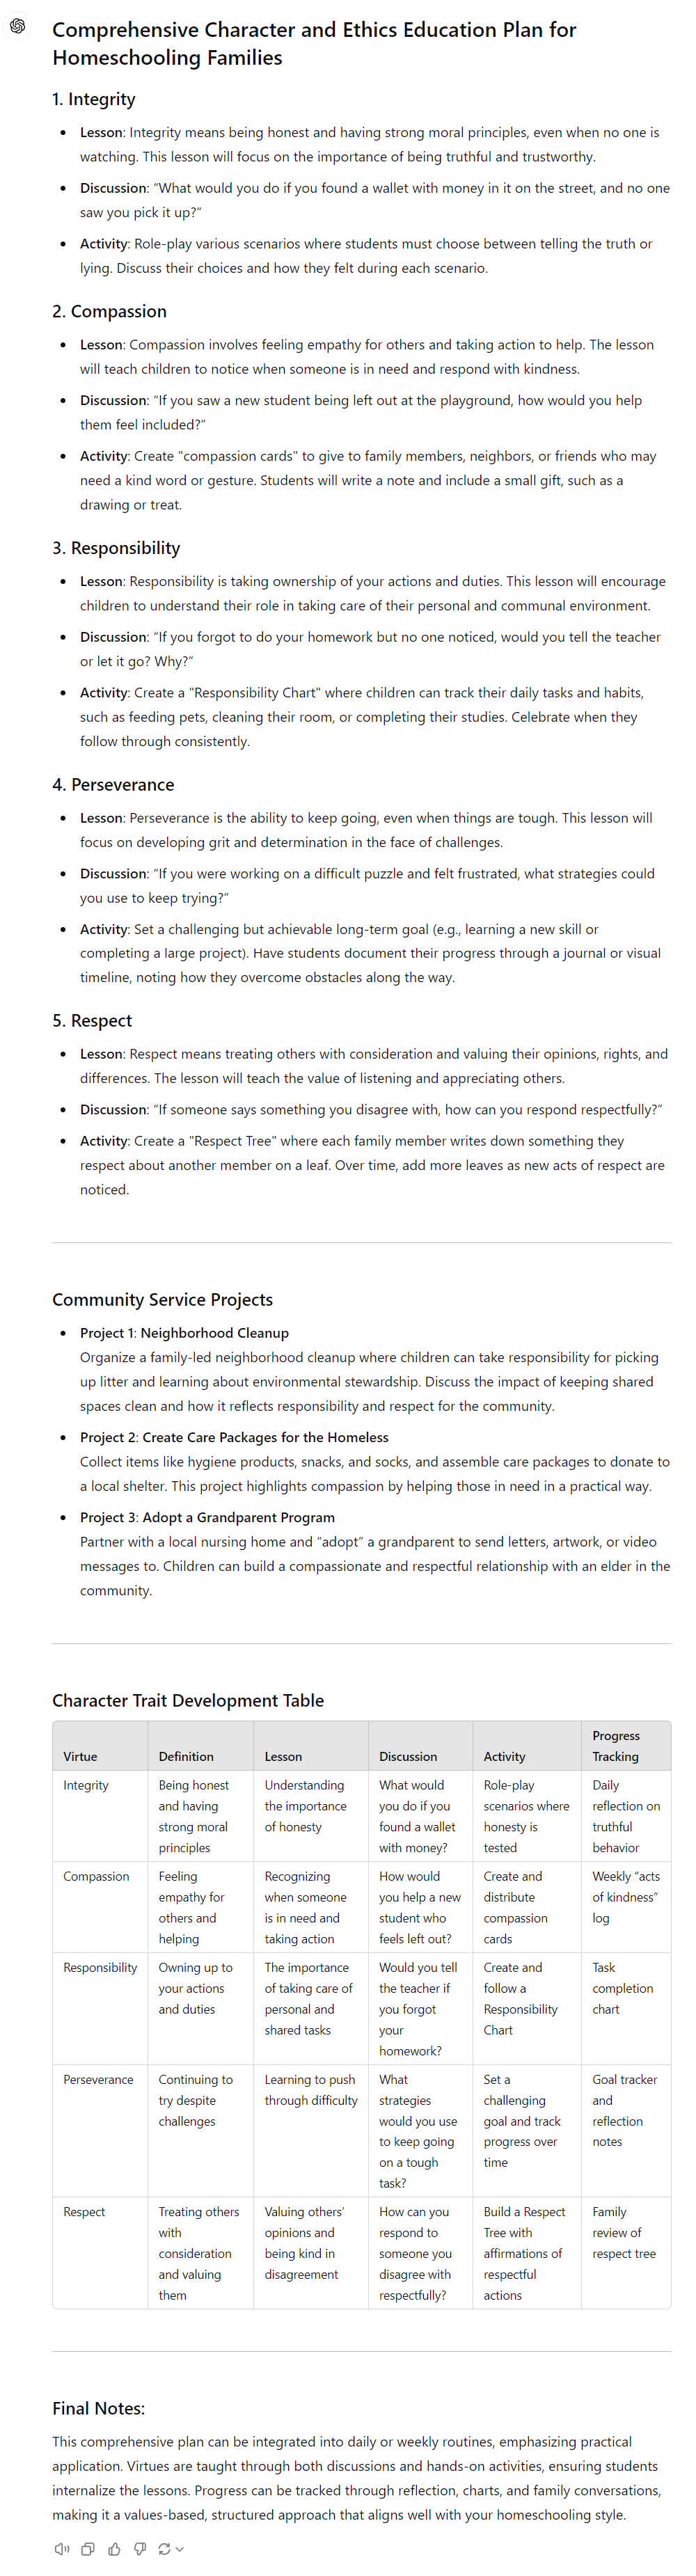 Comprehensive Character and Ethics Education Plan for
Homeschooling Families
1. Integrity
• Lesson: Integrity means being honest and having strong moral principles, even when no one is
watching. This lesson will focus on the importance of being truthful and trustworthy.
• Discussion: “What would you do if you found a wallet with money in it on the street, and no one
saw you pick it up?”
• Activity: Role-play various scenarios where students must choose between telling the truth or
lying. Discuss their choices and how they felt during each scenario.
2. Compassion
• Lesson: Compassion involves feeling empathy for others and taking action to help. The lesson
will teach children to notice when someone is in need and respond with kindness.
• Discussion: “If you saw a new student being left out at the playground, how would you help
them feel included?”
• Activity: Create "compassion cards" to give to family members, neighbors, or friends who may
need a kind word or gesture. Students will write a note and include a small gift, such as a
drawing or treat.
3. Responsibility
• Lesson: Responsibility is taking ownership of your actions and duties. This lesson will encourage
children to understand their role in taking care of their personal and communal environment.
• Discussion: “If you forgot to do your homework but no one noticed, would you tell the teacher
or let it go? Why?”
• Activity: Create a "Responsibility Chart" where children can track their daily tasks and habits,
such as feeding pets, cleaning their room, or completing their studies. Celebrate when they
follow through consistently.
4. Perseverance
• Lesson: Perseverance is the ability to keep going, even when things are tough. This lesson will
focus on developing grit and determination in the face of challenges.
• Discussion: “If you were working on a difficult puzzle and felt frustrated, what strategies could
you use to keep trying?”
• Activity: Set a challenging but achievable long-term goal (e.g., learning a new skill or
completing a large project). Have students document their progress through a journal or visual
timeline, noting how they overcome obstacles along the way.
5. Respect
• Lesson: Respect means treating others with consideration and valuing their opinions, rights, and
differences. The lesson will teach the value of listening and appreciating others.
• Discussion: “If someone says something you disagree with, how can you respond respectfully?”
• Activity: Create a "Respect Tree" where each family member writes down something they
respect about another member on a leaf. Over time, add more leaves as new acts of respect are
noticed.
Community Service Projects
• Project 1: Neighborhood Cleanup
Organize a family-led neighborhood cleanup where children can take responsibility for picking
up litter and learning about environmental stewardship. Discuss the impact of keeping shared
spaces clean and how it reflects responsibility and respect for the community.
• Project 2: Create Care Packages for the Homeless
Collect items like hygiene products, snacks, and socks, and assemble care packages to donate to
a local shelter. This project highlights compassion by helping those in need in a practical way.
• Project 3: Adopt a Grandparent Program
Partner with a local nursing home and “adopt” a grandparent to send letters, artwork, or video
messages to. Children can build a compassionate and respectful relationship with an elder in the
community.
Character Trait Development Table
Virtue Definition Lesson Discussion Activity Progress
Tracking
Integrity Being honest Understanding What would Role-play Daily
and having the importance you do if you scenarios where reflection on
strong moral of honesty found a wallet honesty is truthful
principles with money? tested behavior
Compassion Feeling Recognizing How would Create and Weekly “acts
empathy for when someone you help a new distribute of kindness”
others and is in need and student who compassion log
helping taking action feels left out? cards
Responsibility Owning up to The importance Would you tell Create and Task
your actions of taking care of the teacher if follow a completion
and duties personal and you forgot Responsibility chart
shared tasks your Chart
homework?
Perseverance Continuing to Learning to push What Set a Goal tracker
try despite through difficulty strategies challenging and
challenges would you use goal and track reflection
to keep going progress over notes
on a tough time
task?
Respect Treating others Valuing others’ How can you Build a Respect Family
with opinions and respond to Tree with review of
consideration being kind in someone you affirmations of respect tree
and valuing disagreement disagree with respectful
them respectfully? actions
Final Notes:
This comprehensive plan can be integrated into daily or weekly routines, emphasizing practical
application. Virtues are taught through both discussions and hands-on activities, ensuring students
internalize the lessons. Progress can be tracked through reflection, charts, and family conversations,
making it a values-based, structured approach that aligns well with your homeschooling style.